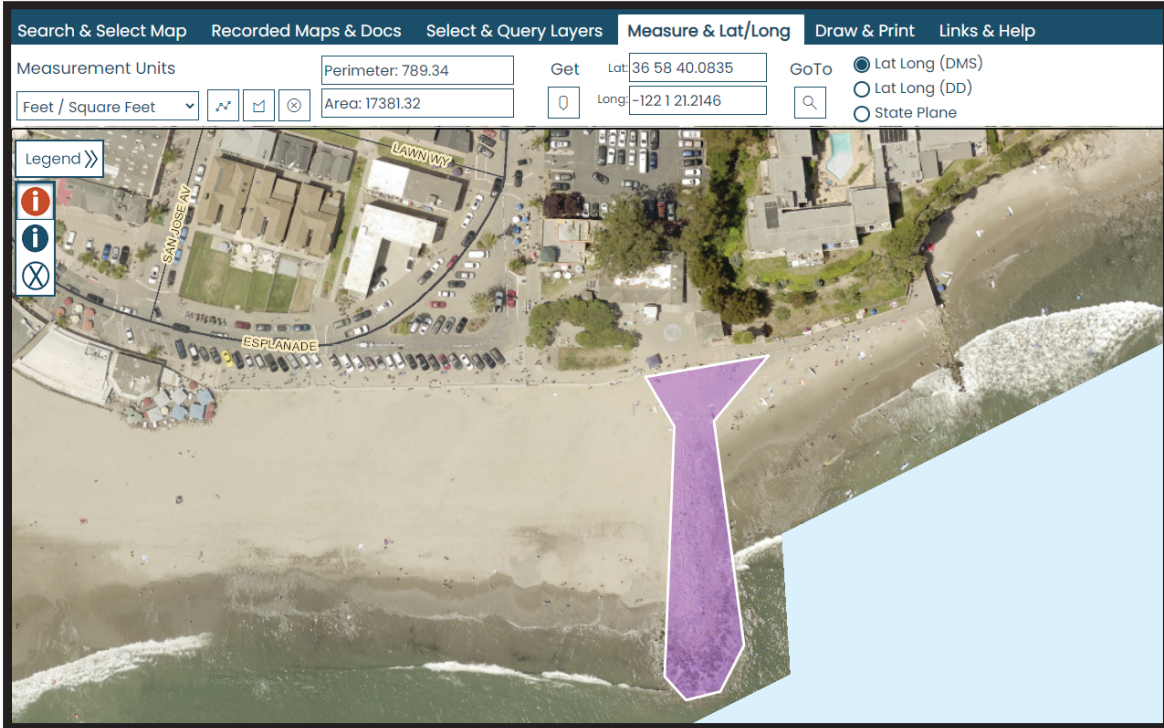 Search & Select Map Recorded Maps & Docs Select & Query Layers Measure & Lat/Long Draw & Print Links & Help
Measurement Units
Feet / Square Feet
Perimeter: 789.34
Area: 17381.32
Get
Lat: 36 58 40.0835
Long: -122 1 21.2146
GoTo
Lat Long (DMS)
Lat Long (DD)
State Plane
Legend
LAWN WY
SAN JOSE AV
ESPLANADE